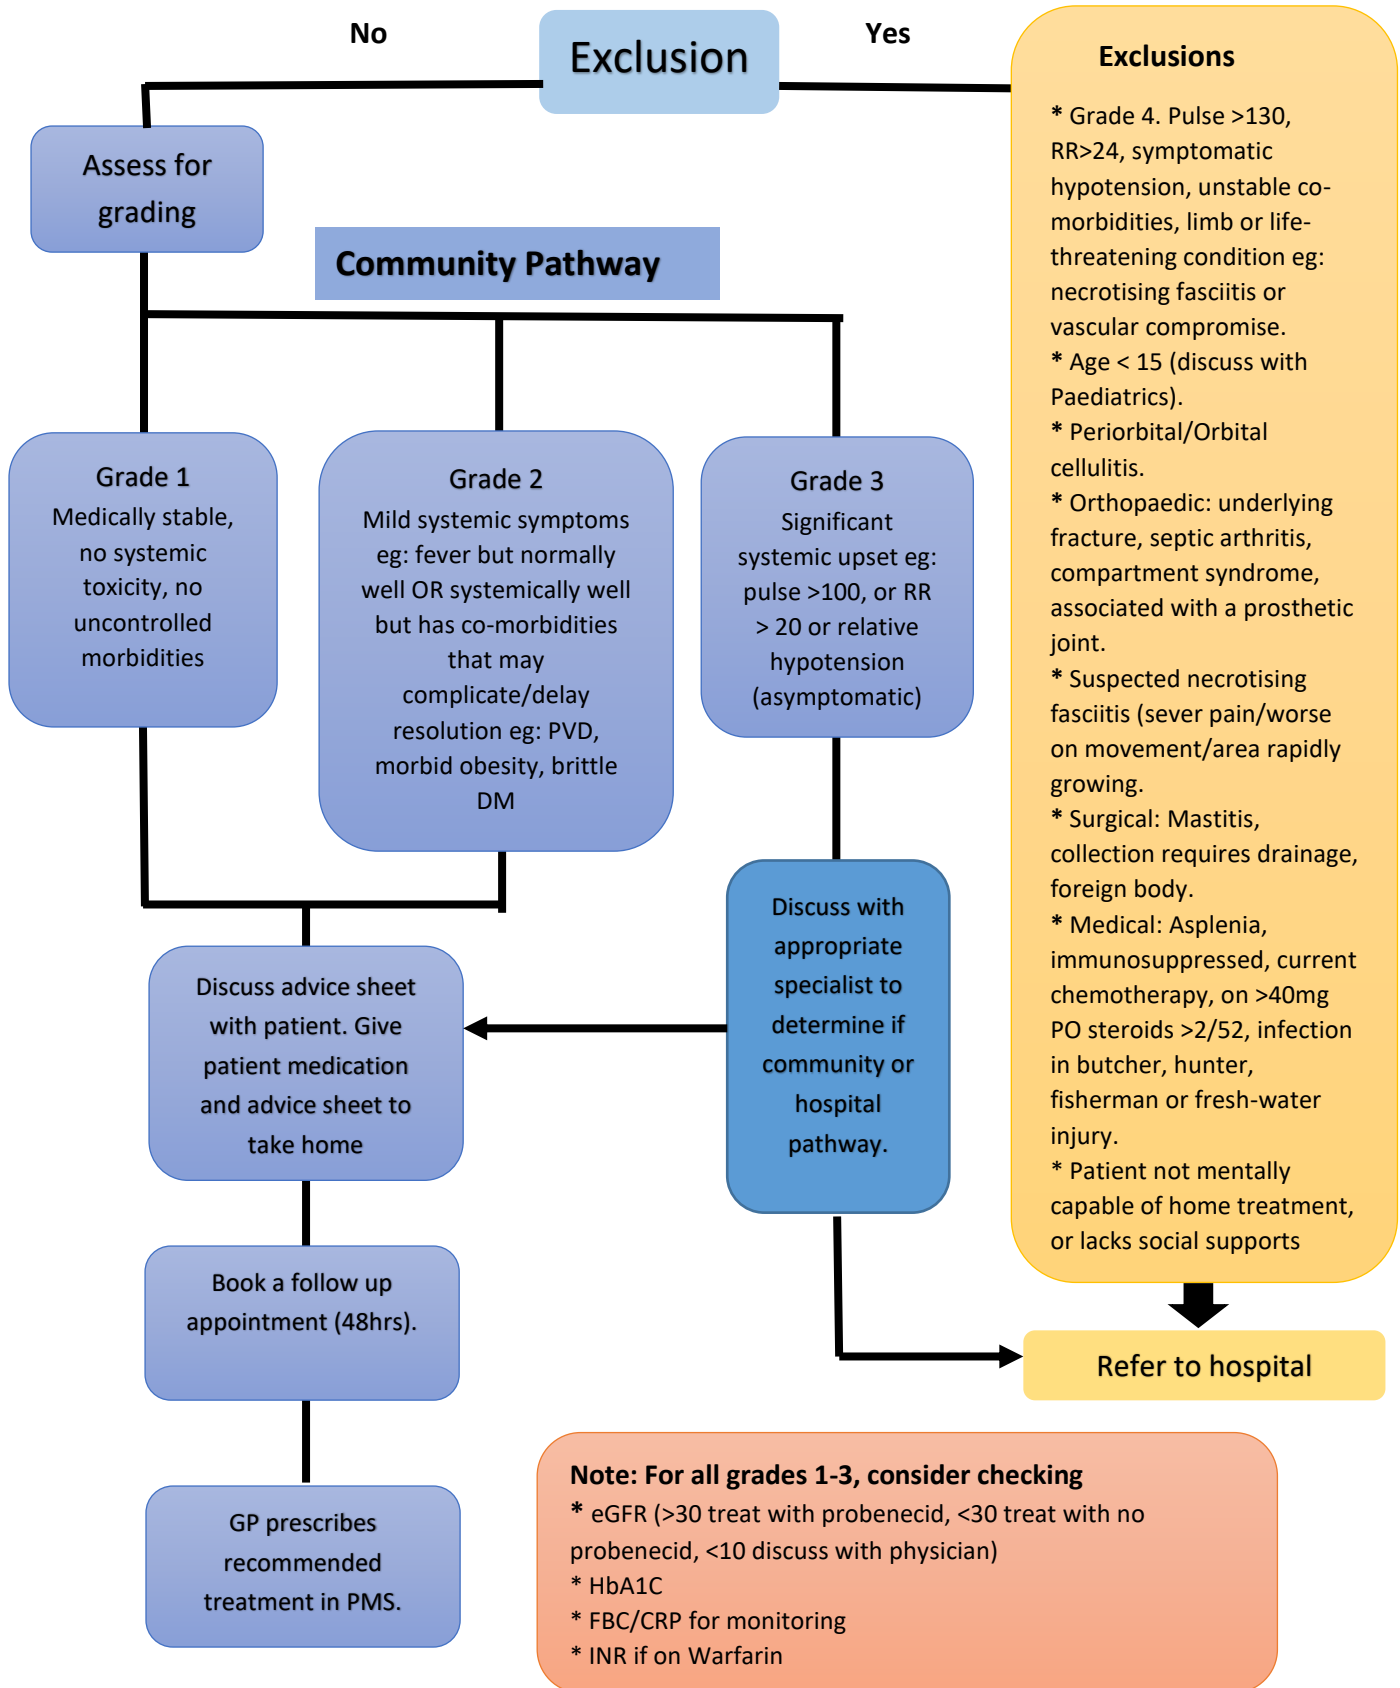 No
Exclusion
Yes
Assess for
grading
Community Pathway
Grade 1
Medically stable,
no systemic
toxicity, no
uncontrolled
morbidities
Grade 2
Mild systemic symptoms
eg: fever but normally
well OR systemically well
but has co-morbidities
that may
complicate/delay
resolution eg: PVD,
morbid obesity, brittle
DM
Grade 3
Significant
systemic upset eg:
pulse >100, or RR
> 20 or relative
hypotension
(asymptomatic)
Discuss with
appropriate
specialist to
determine if
community or
hospital
pathway.
Discuss advice sheet
with patient. Give
patient medication
and advice sheet to
take home
Book a follow up
appointment (48hrs).
GP prescribes
recommended
treatment in PMS.
Exclusions
* Grade 4. Pulse >130,
RR>24, symptomatic
hypotension, unstable co-
morbidities, limb or life-
threatening condition eg:
necrotising fasciitis or
vascular compromise.
* Age < 15 (discuss with
Paediatrics).
* Periorbital/Orbital
cellulitis.
* Orthopaedic: underlying
fracture, septic arthritis,
compartment syndrome,
associated with a prosthetic
joint.
* Suspected necrotising
fasciitis (sever pain/worse
on movement/area rapidly
growing.
* Surgical: Mastitis,
collection requires drainage,
foreign body.
* Medical: Asplenia,
immunosuppressed, current
chemotherapy, on >40mg
PO steroids >2/52, infection
in butcher, hunter,
fisherman or fresh-water
injury.
* Patient not mentally
capable of home treatment,
or lacks social supports
Refer to hospital
Note: For all grades 1-3, consider checking
* eGFR (>30 treat with probenecid, <30 treat with no
probenecid, <10 discuss with physician)
* HbA1C
* FBC/CRP for monitoring
* INR if on Warfarin